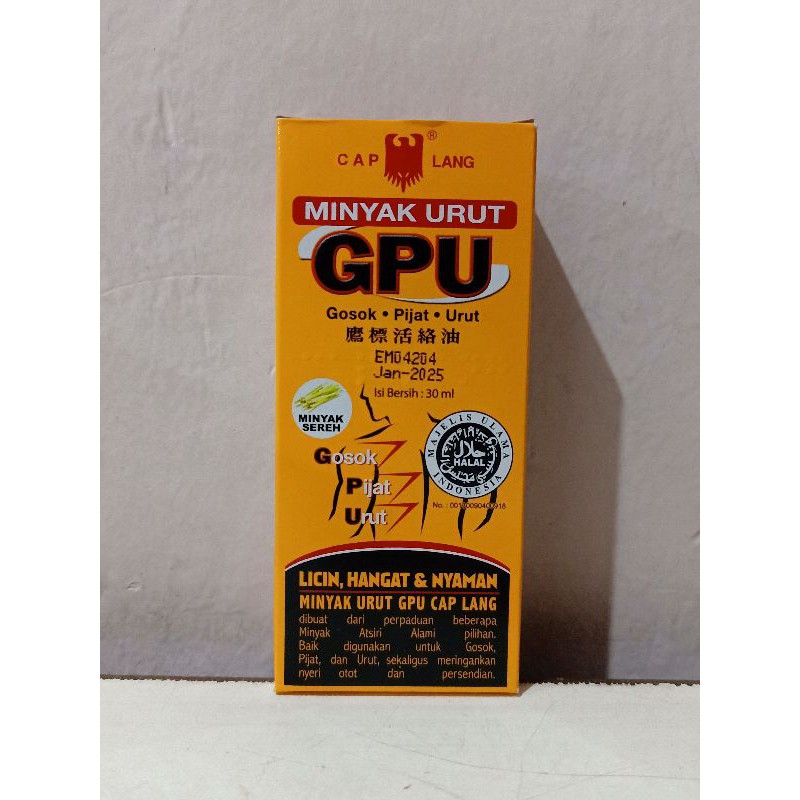 CAP LANG ®
MINYAK URUT
GPU
Gosok • Pijat • Urut
鷹標活絡油
EM04204
Jan-2025
Isi Bersih : 30 ml
MINYAK
SEREH
MAJELIS ULAMA
حلال
HALAL
INDONESIA
Gosok
Pijat
Urut
LICIN, HANGAT & NYAMAN
MINYAK URUT GPU CAP LANG
dibuat dari perpaduan beberapa
Minyak Atsiri Alami pilihan.
Baik digunakan untuk Gosok,
Pijat, dan Urut, sekaligus meringankan
nyeri otot dan persendian.